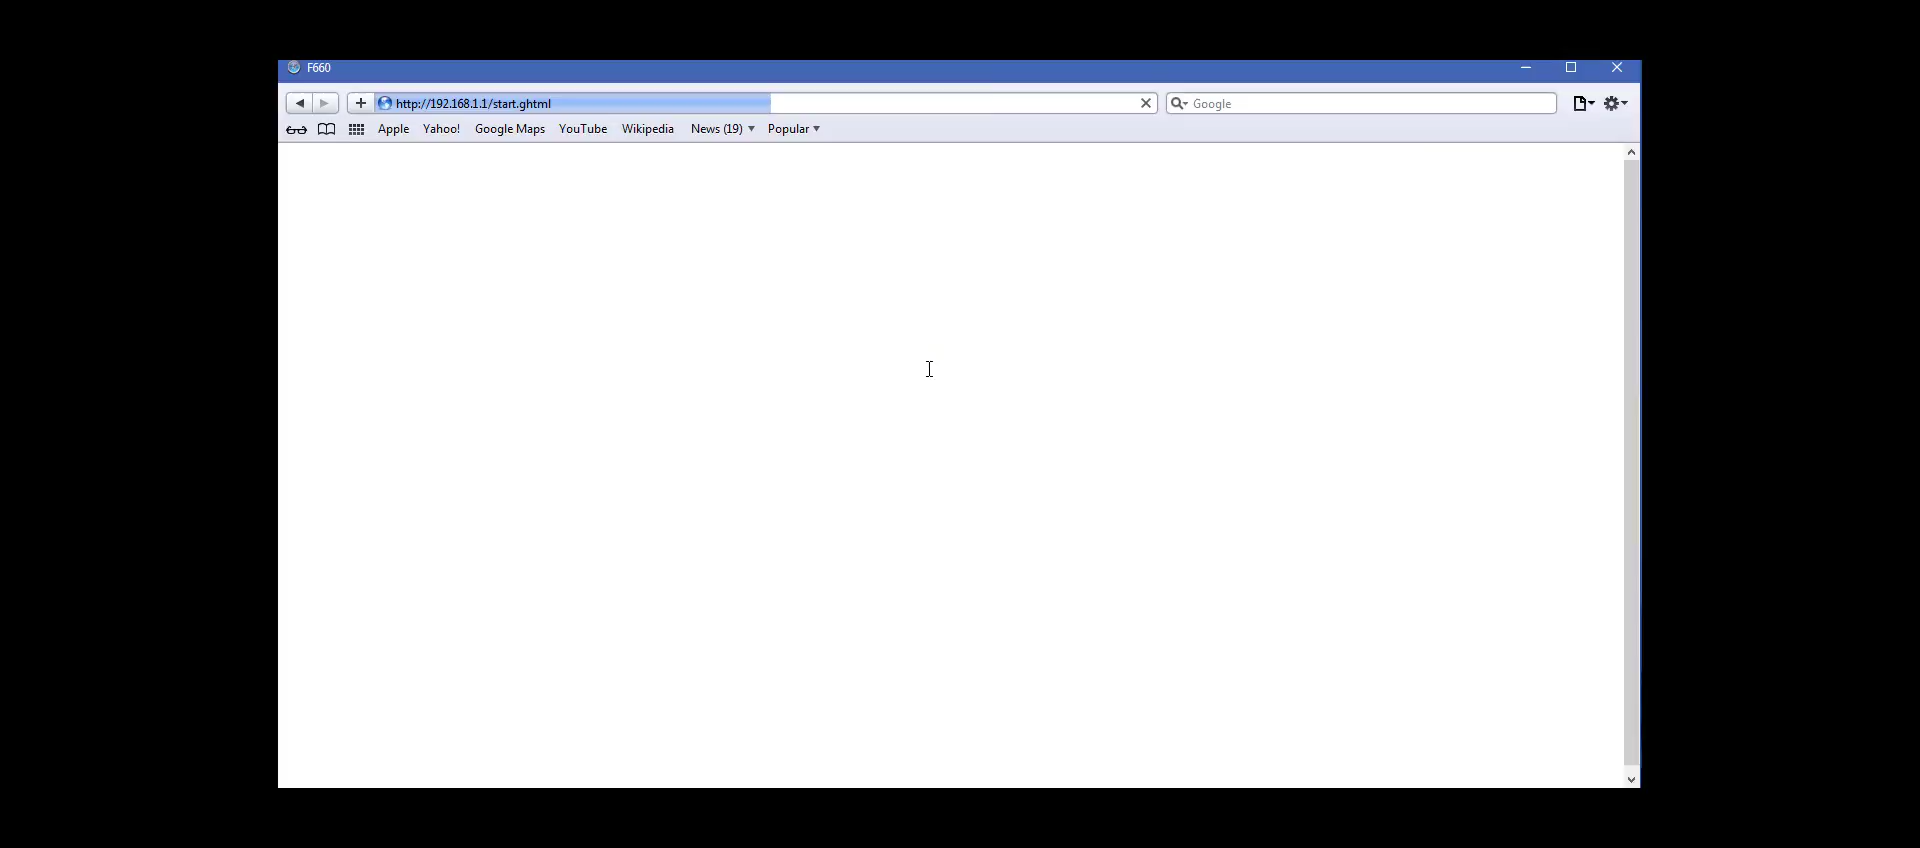 F660
http://192.168.1.1/start.ghtml
Google
Apple Yahoo! Google Maps YouTube Wikipedia News (19) Popular